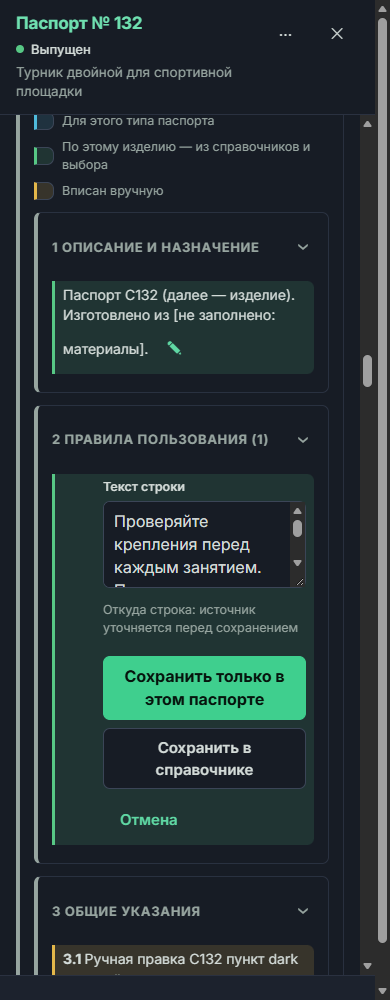 Паспорт № 132
...
Выпущен
Турник двойной для спортивной
площадки
Для этого типа паспорта
По этому изделию — из справочников и
выбора
Вписан вручную
1 ОПИСАНИЕ И НАЗНАЧЕНИЕ
Паспорт C132 (далее — изделие).
Изготовлено из [не заполнено:
материалы].
2 ПРАВИЛА ПОЛЬЗОВАНИЯ (1)
Текст строки
Проверяйте
крепления перед
каждым занятием.
Откуда строка: источник
уточняется перед сохранением
Сохранить только в
этом паспорте
Сохранить в
справочнике
Отмена
3 ОБЩИЕ УКАЗАНИЯ
3.1 Ручная правка C132 пункт dark